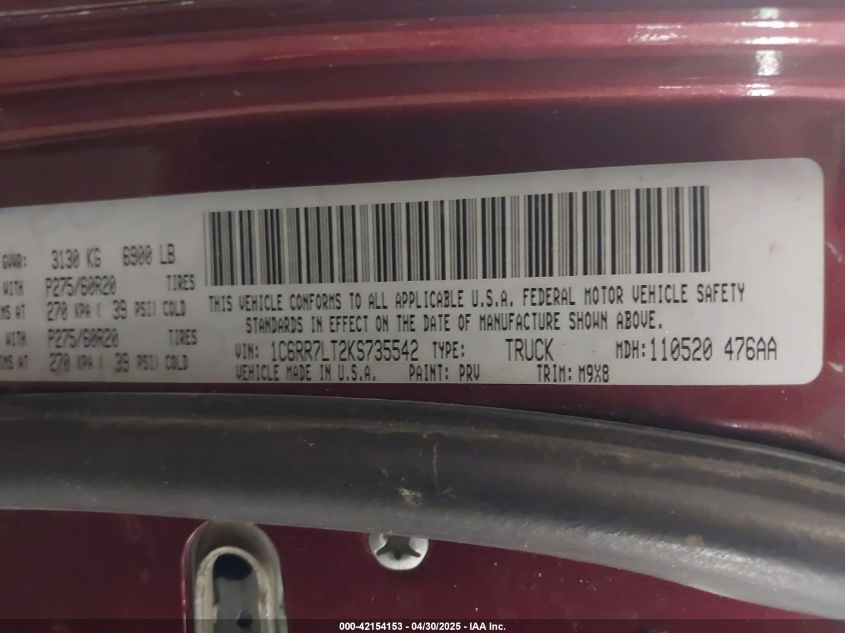 GVWR: 3130 KG 6900 LB
WITH P275/60R20 TIRES
MS AT 270 KPA ( 39 PSI) COLD
WITH P275/60R20 TIRES
MS AT 270 KPA ( 39 PSI) COLD
THIS VEHICLE CONFORMS TO ALL APPLICABLE U.S.A. FEDERAL MOTOR VEHICLE SAFETY
STANDARDS IN EFFECT ON THE DATE OF MANUFACTURE SHOWN ABOVE.
VIN: 1C6RR7LT2KS735542 TYPE: TRUCK MDH: 110520 476AA
VEHICLE MADE IN U.S.A. PAINT: PRV TRIM: M9X8
000-42154153 - 04/30/2025 - IAA Inc.